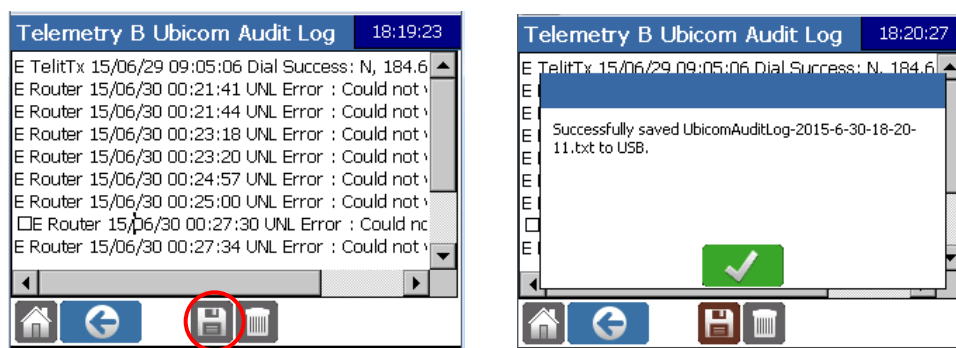 Telemetry B Ubicom Audit Log 18:19:23
E TelitTx 15/06/29 09:05:06 Dial Success: N, 184.6
E Router 15/06/30 00:21:41 UNL Error : Could not
E Router 15/06/30 00:21:44 UNL Error : Could not
E Router 15/06/30 00:23:18 UNL Error : Could not
E Router 15/06/30 00:23:20 UNL Error : Could not
E Router 15/06/30 00:24:57 UNL Error : Could not
E Router 15/06/30 00:25:00 UNL Error : Could not
□E Router 15/06/30 00:27:30 UNL Error : Could
E Router 15/06/30 00:27:34 UNL Error : Could not
Telemetry B Ubicom Audit Log 18:20:27
E TelitTx 15/06/29 09:05:06 Dial Success: N, 184.6
E
E
Successfully saved UbicomAuditLog-2015-6-30-18-20-
11.txt to USB.
E
E
E
E